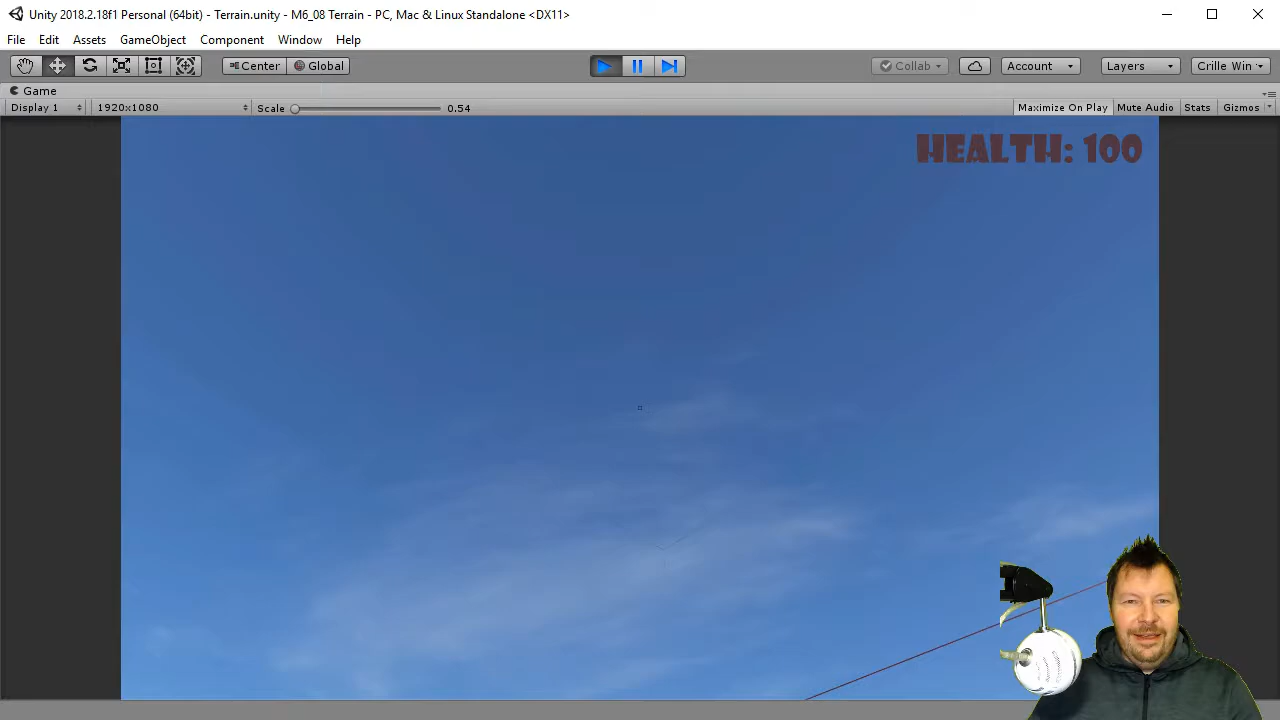 Unity 2018.2.18f1 Personal (64bit) - Terrain.unity - M6_08 Terrain - PC, Mac & Linux Standalone <DX11>
File Edit Assets GameObject Component Window Help
Center Global Collab Account Layers Crille Win
Game
Display 1 1920x1080 Scale 0.54 Maximize On Play Mute Audio Stats Gizmos
HEALTH: 100